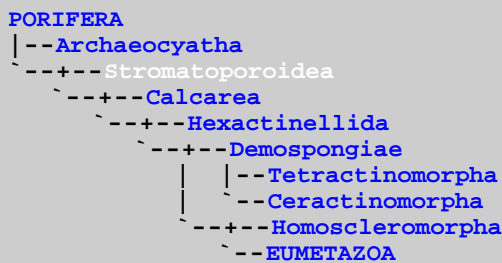 PORIFERA
|--Archaeocyatha
`--+--Stromatoporoidea
   `--+--Calcarea
      `--+--Hexactinellida
         `--+--Demospongiae
            |  |--Tetractinomorpha
            |  `--Ceractinomorpha
            `--+--Homoscleromorpha
               `--EUMETAZOA